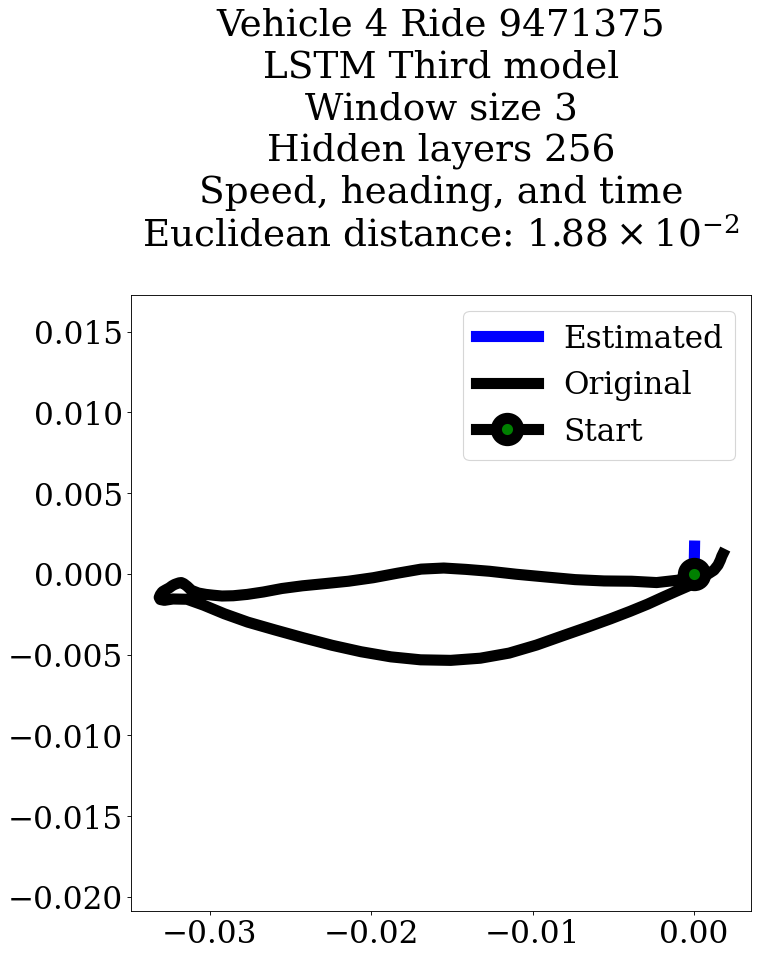 Vehicle 4 Ride 9471375
LSTM Third model
Window size 3
Hidden layers 256
Speed, heading, and time
Euclidean distance: 1.88 × 10⁻²
Estimated
Original
Start
0.015
0.010
0.005
0.000
−0.005
−0.010
−0.015
−0.020
−0.03 −0.02 −0.01 0.00